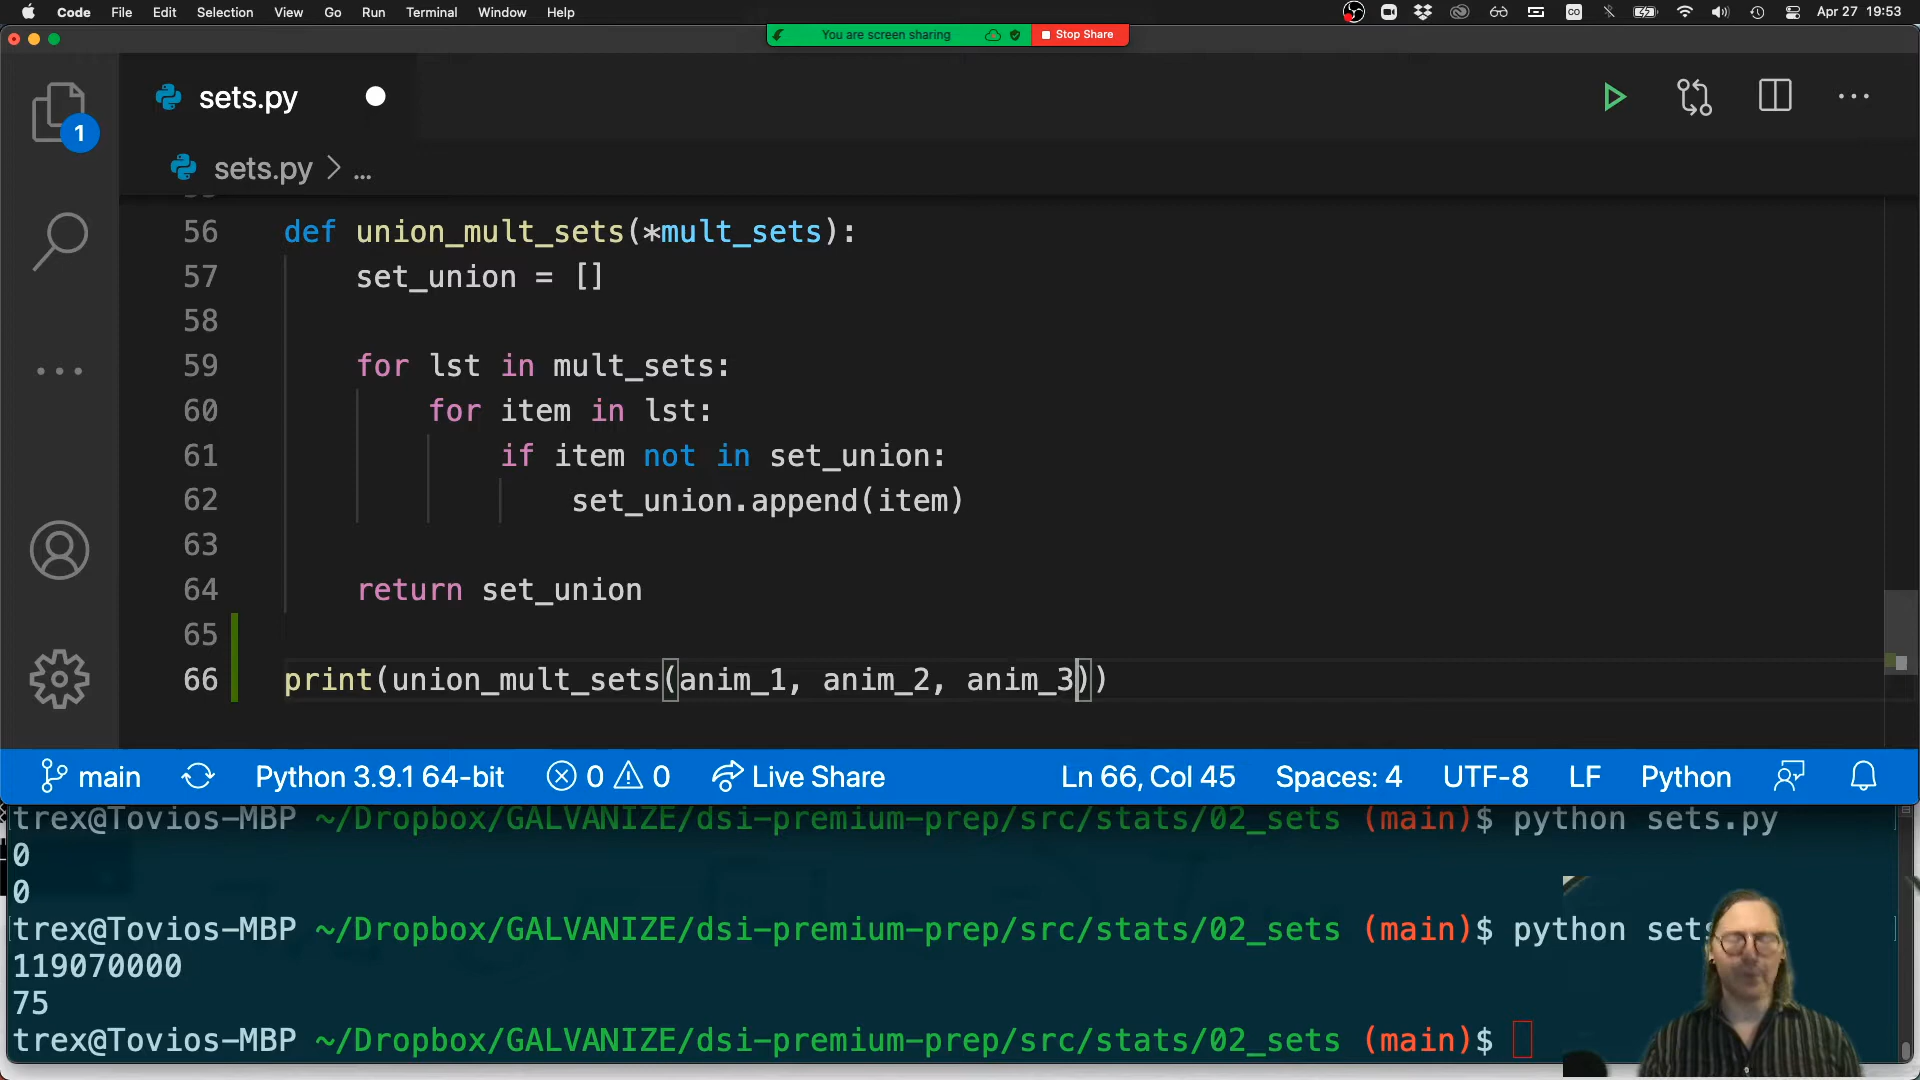 Code File Edit Selection View Go Run Terminal Window Help Apr 27 19:53
You are screen sharing Stop Share
sets.py
1
sets.py > ...
56 def union_mult_sets(*mult_sets):
57 set_union = []
58
59 for lst in mult_sets:
60 for item in lst:
61 if item not in set_union:
62 set_union.append(item)
63
64 return set_union
65
66 print(union_mult_sets(anim_1, anim_2, anim_3))
main Python 3.9.1 64-bit 0 0 Live Share Ln 66, Col 45 Spaces: 4 UTF-8 LF Python
trex@Tovios-MBP ~/Dropbox/GALVANIZE/dsi-premium-prep/src/stats/02_sets (main)$ python sets.py
0
0
trex@Tovios-MBP ~/Dropbox/GALVANIZE/dsi-premium-prep/src/stats/02_sets (main)$ python sets
119070000
75
trex@Tovios-MBP ~/Dropbox/GALVANIZE/dsi-premium-prep/src/stats/02_sets (main)$